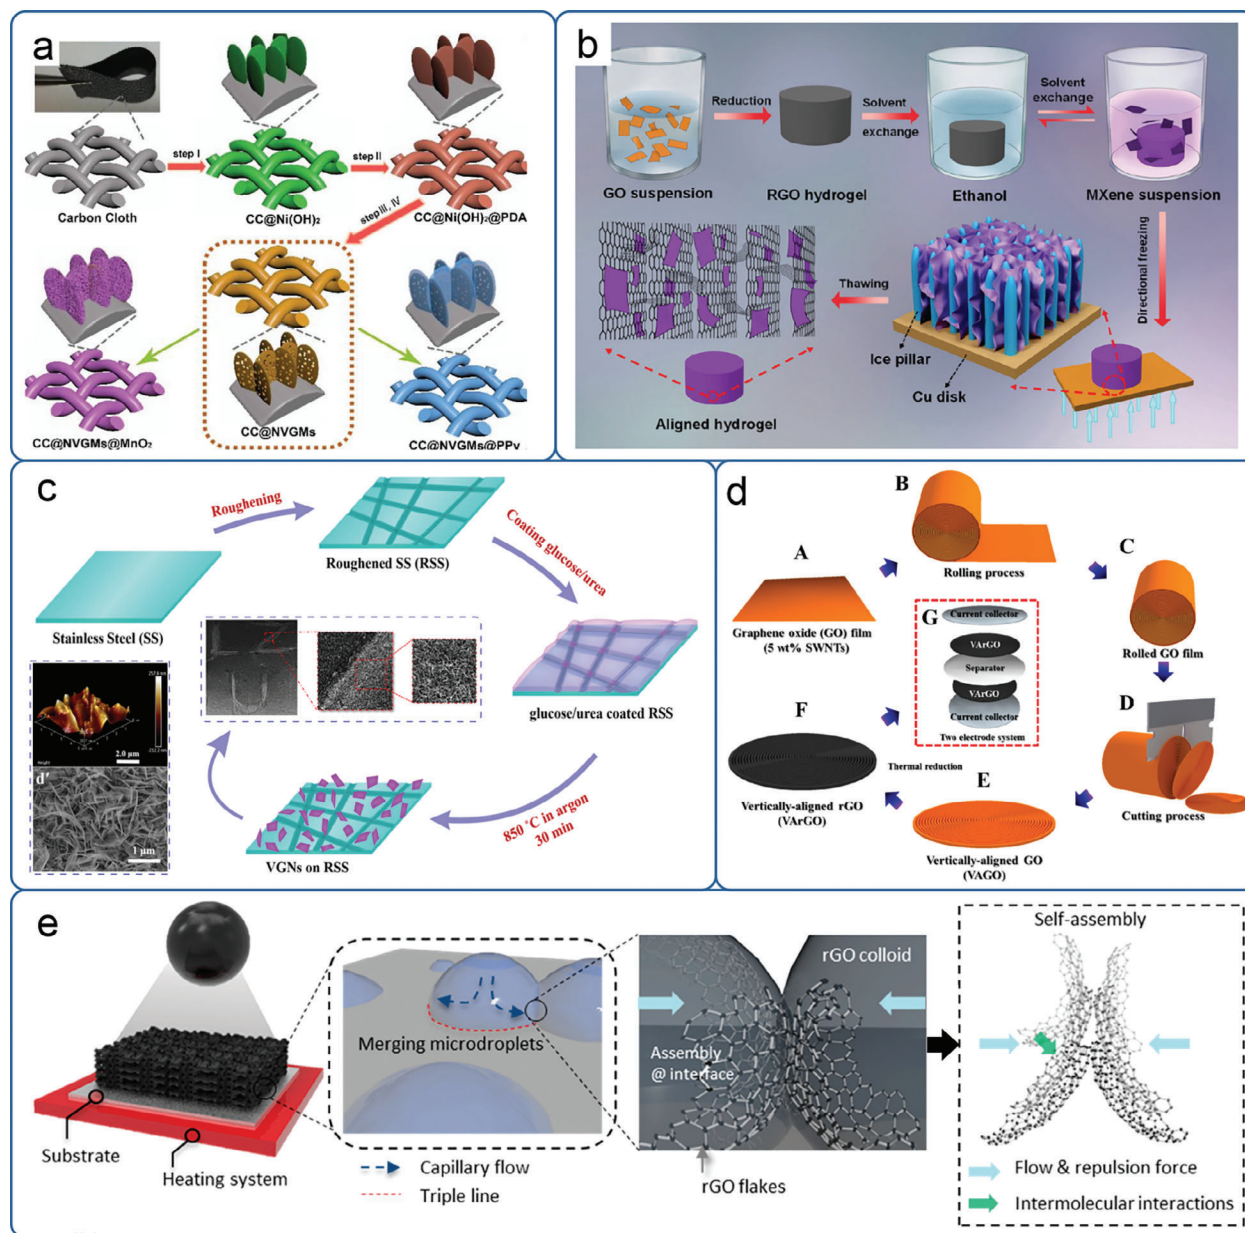 a
step I
step II
Carbon Cloth
CC@Ni(OH)₂
CC@Ni(OH)₂@PDA
step III, IV
CC@NVGMs@MnO₂
CC@NVGMs
CC@NVGMs@PPy
b
Reduction
Solvent
exchange
Solvent
exchange
GO suspension
RGO hydrogel
Ethanol
MXene suspension
Directional freezing
Thawing
Ice pillar
Cu disk
Aligned hydrogel
c
Roughening
Roughened SS (RSS)
Coating glucose/urea
Stainless Steel (SS)
glucose/urea coated RSS
2.0 μm
Height
d'
1 μm
850 °C in argon
30 min
VGNs on RSS
d
A
Graphene oxide (GO) film
(5 wt% SWNTs)
B
Rolling process
C
Rolled GO film
D
Cutting process
E
Vertically-aligned GO
(VAGO)
Thermal reduction
F
Vertically-aligned rGO
(VArGO)
G
Current collector
VArGO
Separator
VArGO
Current collector
Two electrode system
e
Substrate
Heating system
Merging microdroplets
Capillary flow
Triple line
rGO colloid
Assembly
@ interface
rGO flakes
Self-assembly
Flow & repulsion force
Intermolecular interactions